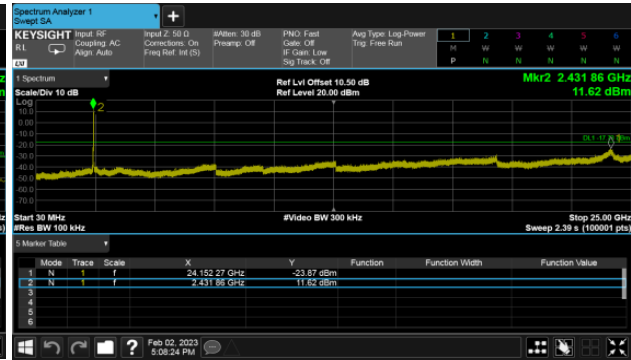 Spectrum Analyzer 1
Swept SA
+
KEYSIGHT Input: RF Input Z: 50 Ω #Atten: 30 dB PNO: Fast Avg Type: Log-Power 1 2 3 4 5 6
RL Coupling: AC Corrections: On Preamp: Off Gate: Off Trig: Free Run M W W W W W
Align: Auto Freq Ref: Int (S) IF Gain: Low
LXI Sig Track: Off P N N N N N
1 Spectrum
Scale/Div 10 dB
Ref Lvl Offset 10.50 dB
Ref Level 20.00 dBm
Mkr2 2.431 86 GHz
11.62 dBm
Log
10.0
0.00
-10.0
-20.0
-30.0
-40.0
-50.0
-60.0
-70.0
2
Start 30 MHz
#Res BW 100 kHz
#Video BW 300 kHz
Stop 25.00 GHz
Sweep 2.39 s (100001 pts)
5 Marker Table
Mode Trace Scale X Y Function Function Width Function Value
1 N 1 f 24.152 27 GHz -23.87 dBm
2 N 1 f 2.431 86 GHz 11.62 dBm
3
4
5
6
?
Feb 02, 2023
5:08:24 PM